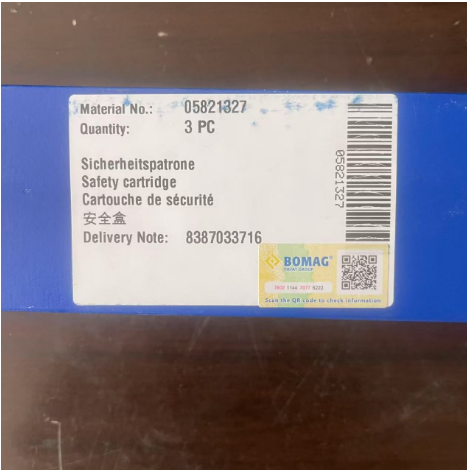 Material No.: 05821327
Quantity: 3 PC
Sicherheitspatrone
Safety cartridge
Cartouche de sécurité
安全盒
Delivery Note: 8387033716
05821327
BOMAG
FAYAT GROUP
Scan the QR code to check information